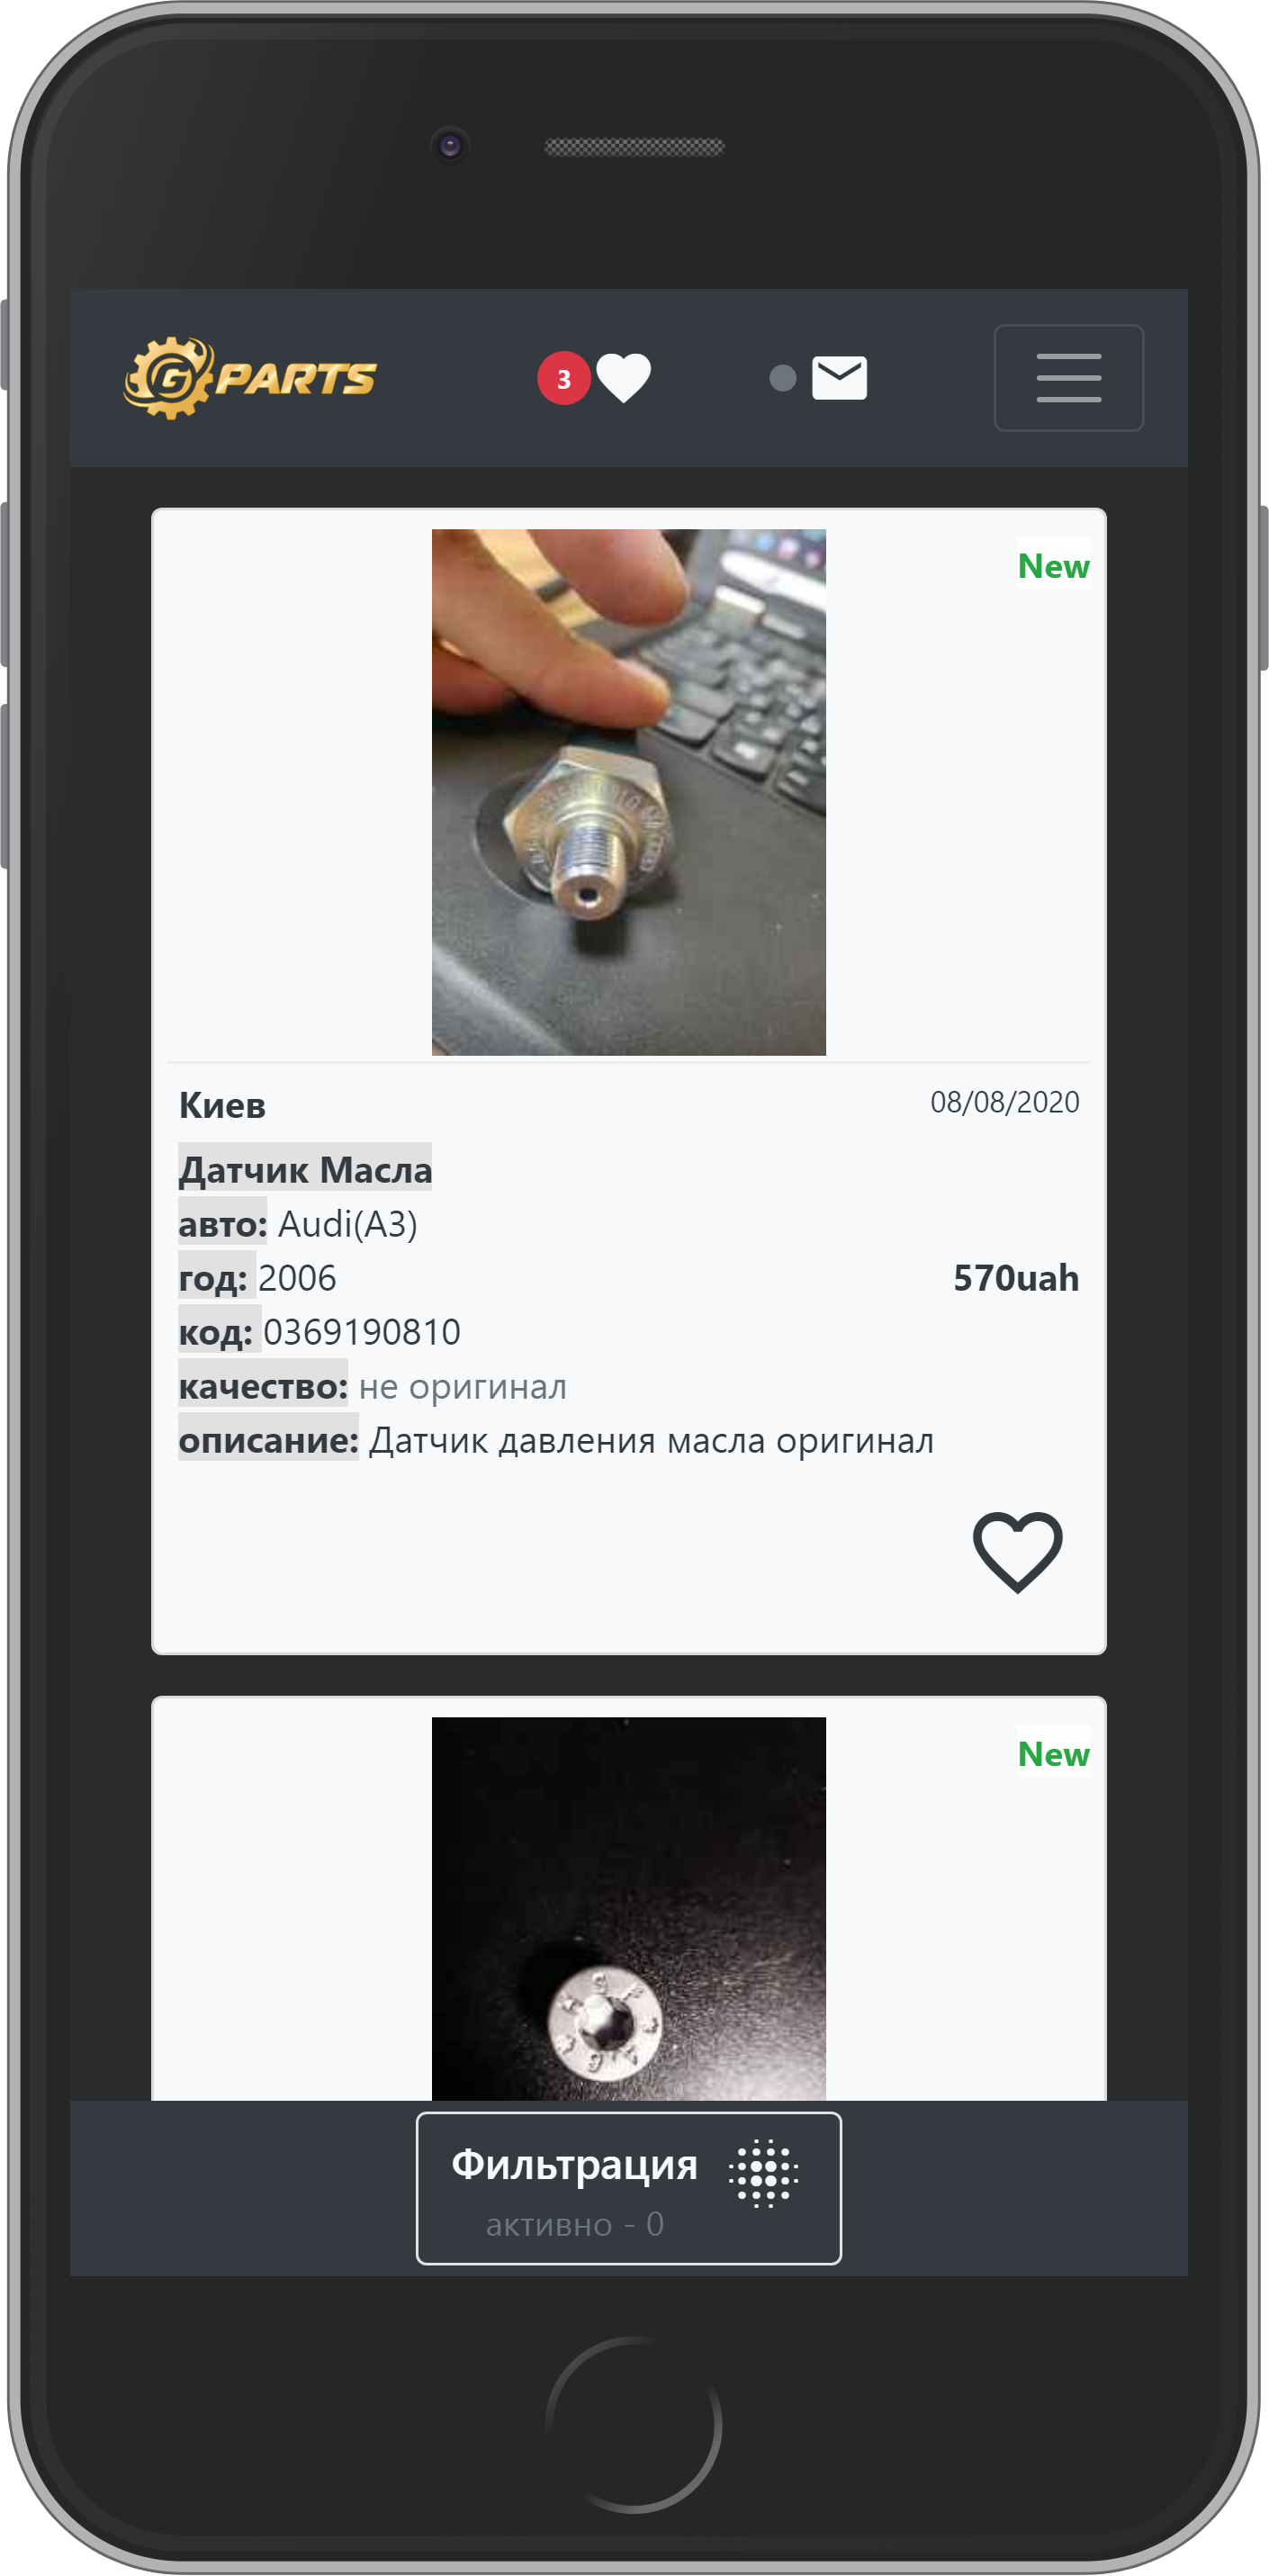 G PARTS
3
New
Киев
08/08/2020
Датчик Масла
авто: Audi(A3)
год: 2006
570uah
код: 0369190810
качество: не оригинал
описание: Датчик давления масла оригинал
New
Фильтрация
активно - 0